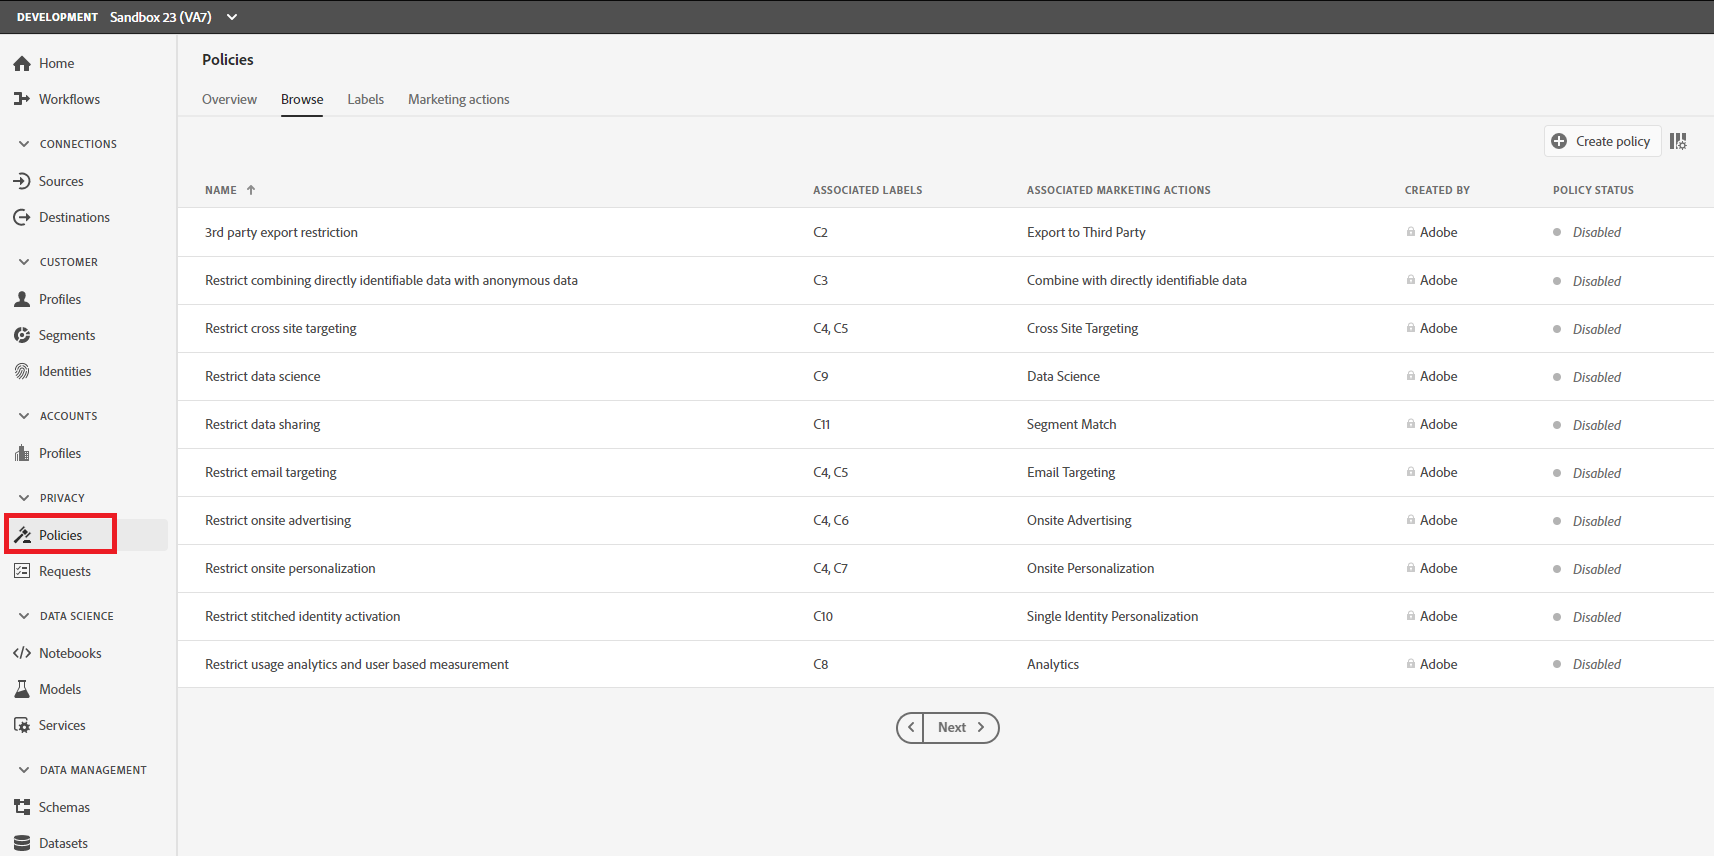 DEVELOPMENT Sandbox 23 (VA7)
Home
Workflows
CONNECTIONS
Sources
Destinations
CUSTOMER
Profiles
Segments
Identities
ACCOUNTS
Profiles
PRIVACY
Policies
Requests
DATA SCIENCE
Notebooks
Models
Services
DATA MANAGEMENT
Schemas
Datasets
Policies
Overview Browse Labels Marketing actions
Create policy
NAME ASSOCIATED LABELS ASSOCIATED MARKETING ACTIONS CREATED BY POLICY STATUS
3rd party export restriction C2 Export to Third Party Adobe Disabled
Restrict combining directly identifiable data with anonymous data C3 Combine with directly identifiable data Adobe Disabled
Restrict cross site targeting C4, C5 Cross Site Targeting Adobe Disabled
Restrict data science C9 Data Science Adobe Disabled
Restrict data sharing C11 Segment Match Adobe Disabled
Restrict email targeting C4, C5 Email Targeting Adobe Disabled
Restrict onsite advertising C4, C6 Onsite Advertising Adobe Disabled
Restrict onsite personalization C4, C7 Onsite Personalization Adobe Disabled
Restrict stitched identity activation C10 Single Identity Personalization Adobe Disabled
Restrict usage analytics and user based measurement C8 Analytics Adobe Disabled
Next